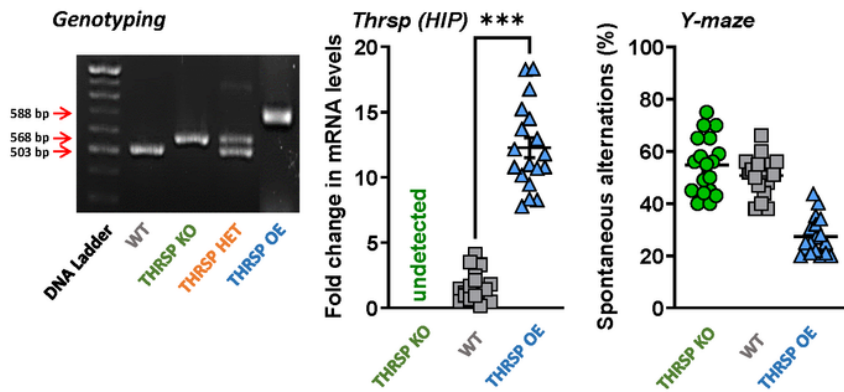 Genotyping
588 bp
568 bp
503 bp
DNA Ladder
WT
THRSP KO
THRSP HET
THRSP OE
Thrsp (HIP)
***
Fold change in mRNA levels
20
15
10
5
0
undetected
THRSP KO
WT
THRSP OE
Y-maze
Spontaneous alternations (%)
100
80
60
40
20
0
THRSP KO
WT
THRSP OE